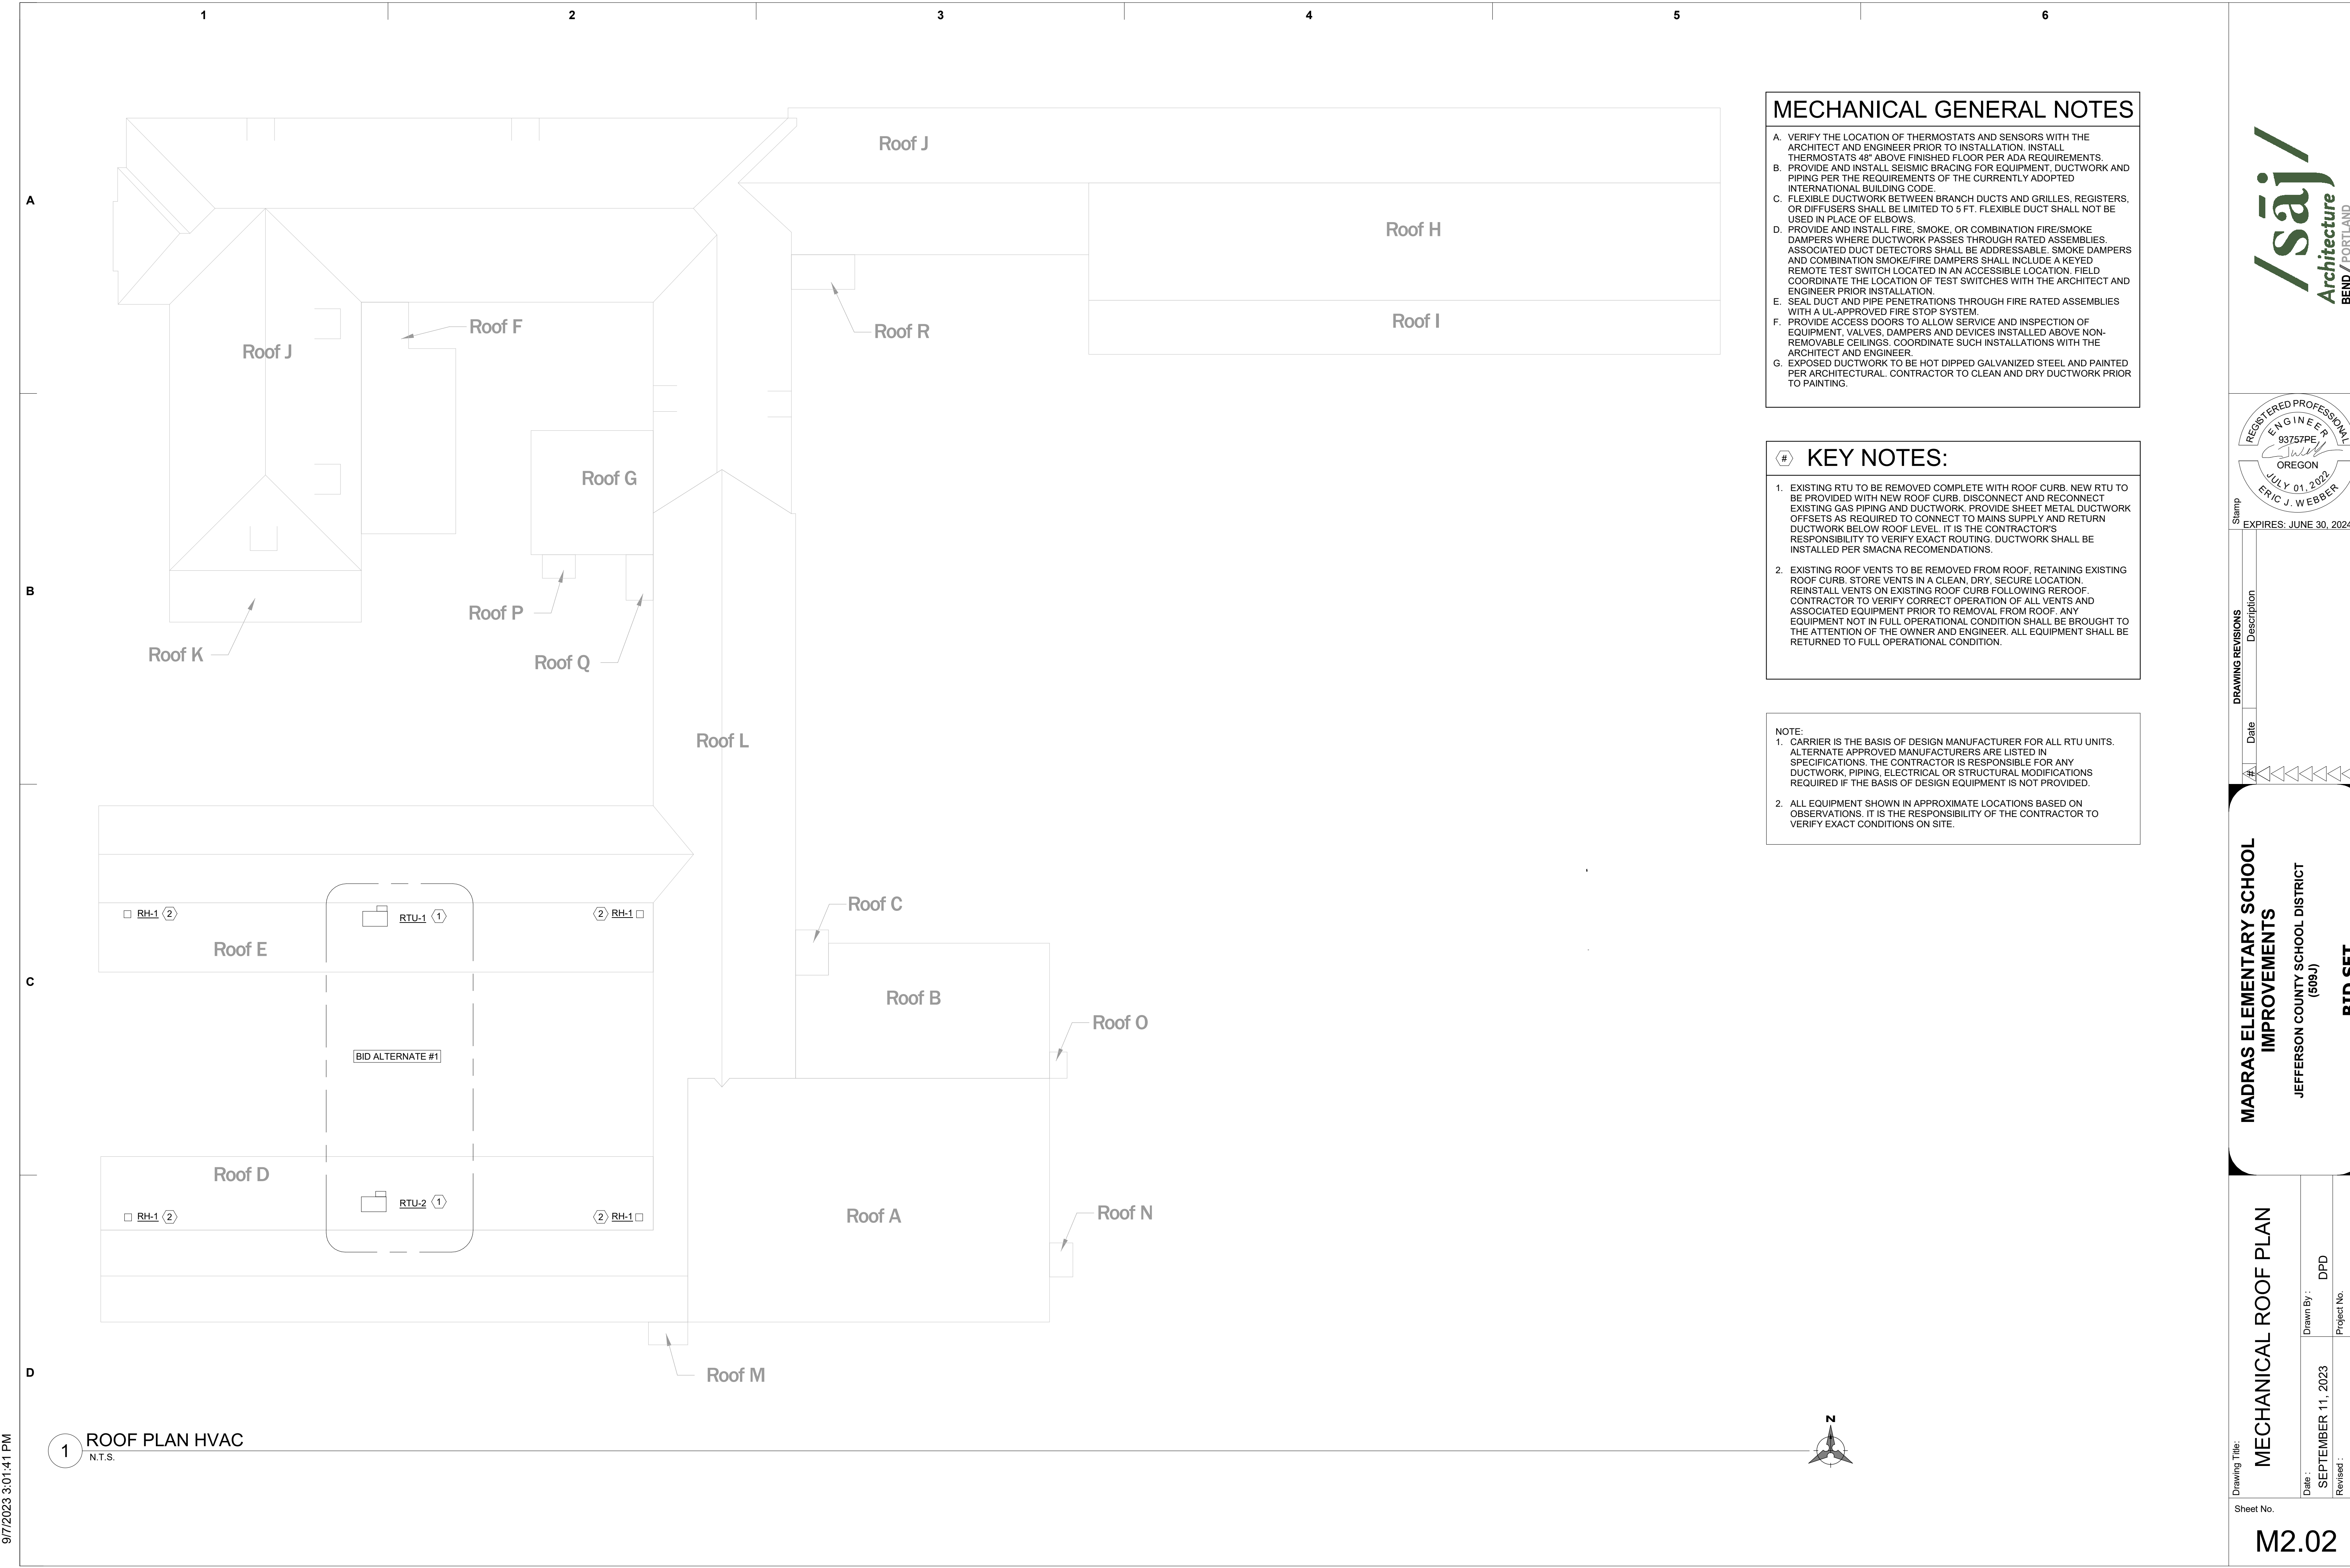 1 2 3 4 5 6
A
B
C
D
Roof J
Roof H
Roof I
Roof R
Roof F
Roof J
Roof G
Roof P
Roof Q
Roof K
Roof L
RH-1 2
RTU-1 1
2 RH-1
Roof E
BID ALTERNATE #1
Roof D
RH-1 2
RTU-2 1
2 RH-1
Roof C
Roof B
Roof O
Roof A
Roof N
Roof M
1 ROOF PLAN HVAC
N.T.S.
N
MECHANICAL GENERAL NOTES
A. VERIFY THE LOCATION OF THERMOSTATS AND SENSORS WITH THE
ARCHITECT AND ENGINEER PRIOR TO INSTALLATION. INSTALL
THERMOSTATS 48" ABOVE FINISHED FLOOR PER ADA REQUIREMENTS.
B. PROVIDE AND INSTALL SEISMIC BRACING FOR EQUIPMENT, DUCTWORK AND
PIPING PER THE REQUIREMENTS OF THE CURRENTLY ADOPTED
INTERNATIONAL BUILDING CODE.
C. FLEXIBLE DUCTWORK BETWEEN BRANCH DUCTS AND GRILLES, REGISTERS,
OR DIFFUSERS SHALL BE LIMITED TO 5 FT. FLEXIBLE DUCT SHALL NOT BE
USED IN PLACE OF ELBOWS.
D. PROVIDE AND INSTALL FIRE, SMOKE, OR COMBINATION FIRE/SMOKE
DAMPERS WHERE DUCTWORK PASSES THROUGH RATED ASSEMBLIES.
ASSOCIATED DUCT DETECTORS SHALL BE ADDRESSABLE. SMOKE DAMPERS
AND COMBINATION SMOKE/FIRE DAMPERS SHALL INCLUDE A KEYED
REMOTE TEST SWITCH LOCATED IN AN ACCESSIBLE LOCATION. FIELD
COORDINATE THE LOCATION OF TEST SWITCHES WITH THE ARCHITECT AND
ENGINEER PRIOR INSTALLATION.
E. SEAL DUCT AND PIPE PENETRATIONS THROUGH FIRE RATED ASSEMBLIES
WITH A UL-APPROVED FIRE STOP SYSTEM.
F. PROVIDE ACCESS DOORS TO ALLOW SERVICE AND INSPECTION OF
EQUIPMENT, VALVES, DAMPERS AND DEVICES INSTALLED ABOVE NON-
REMOVABLE CEILINGS. COORDINATE SUCH INSTALLATIONS WITH THE
ARCHITECT AND ENGINEER.
G. EXPOSED DUCTWORK TO BE HOT DIPPED GALVANIZED STEEL AND PAINTED
PER ARCHITECTURAL. CONTRACTOR TO CLEAN AND DRY DUCTWORK PRIOR
TO PAINTING.
# KEY NOTES:
1. EXISTING RTU TO BE REMOVED COMPLETE WITH ROOF CURB. NEW RTU TO
BE PROVIDED WITH NEW ROOF CURB. DISCONNECT AND RECONNECT
EXISTING GAS PIPING AND DUCTWORK. PROVIDE SHEET METAL DUCTWORK
OFFSETS AS REQUIRED TO CONNECT TO MAINS SUPPLY AND RETURN
DUCTWORK BELOW ROOF LEVEL. IT IS THE CONTRACTOR'S
RESPONSIBILITY TO VERIFY EXACT ROUTING. DUCTWORK SHALL BE
INSTALLED PER SMACNA RECOMENDATIONS.
2. EXISTING ROOF VENTS TO BE REMOVED FROM ROOF, RETAINING EXISTING
ROOF CURB. STORE VENTS IN A CLEAN, DRY, SECURE LOCATION.
REINSTALL VENTS ON EXISTING ROOF CURB FOLLOWING REROOF.
CONTRACTOR TO VERIFY CORRECT OPERATION OF ALL VENTS AND
ASSOCIATED EQUIPMENT PRIOR TO REMOVAL FROM ROOF. ANY
EQUIPMENT NOT IN FULL OPERATIONAL CONDITION SHALL BE BROUGHT TO
THE ATTENTION OF THE OWNER AND ENGINEER. ALL EQUIPMENT SHALL BE
RETURNED TO FULL OPERATIONAL CONDITION.
NOTE:
1. CARRIER IS THE BASIS OF DESIGN MANUFACTURER FOR ALL RTU UNITS.
ALTERNATE APPROVED MANUFACTURERS ARE LISTED IN
SPECIFICATIONS. THE CONTRACTOR IS RESPONSIBLE FOR ANY
DUCTWORK, PIPING, ELECTRICAL OR STRUCTURAL MODIFICATIONS
REQUIRED IF THE BASIS OF DESIGN EQUIPMENT IS NOT PROVIDED.
2. ALL EQUIPMENT SHOWN IN APPROXIMATE LOCATIONS BASED ON
OBSERVATIONS. IT IS THE RESPONSIBILITY OF THE CONTRACTOR TO
VERIFY EXACT CONDITIONS ON SITE.
/sāj/
Architecture
BEND / PORTLAND
REGISTERED PROFESSIONAL
ENGINEER
93757PE
OREGON
JULY 01, 2022
ERIC J. WEBBER
EXPIRES: JUNE 30, 2024
Stamp
DRAWING REVISIONS
# Date Description
MADRAS ELEMENTARY SCHOOL
IMPROVEMENTS
JEFFERSON COUNTY SCHOOL DISTRICT
(509J)
BID SET
Drawing Title:
MECHANICAL ROOF PLAN
Date :
SEPTEMBER 11, 2023
Drawn By :
DPD
Revised :
Project No.
Sheet No.
M2.02
9/7/2023 3:01:41 PM